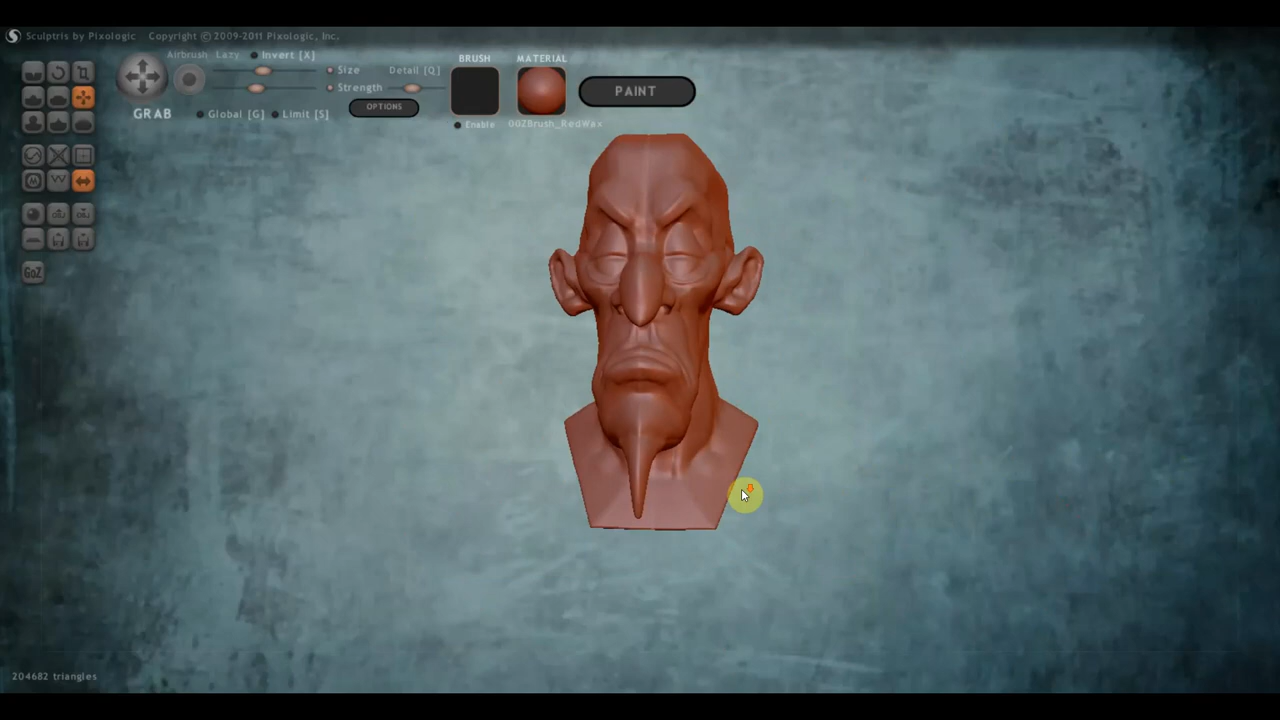 Sculptris by Pixologic Copyright © 2009-2011 Pixologic, Inc.
Airbrush Lazy Invert [X]
Size Detail [Q]
Strength
GRAB Global [G] Limit [S]
OPTIONS
BRUSH
Enable
MATERIAL
00ZBrush_RedWax
PAINT
GoZ
204682 triangles